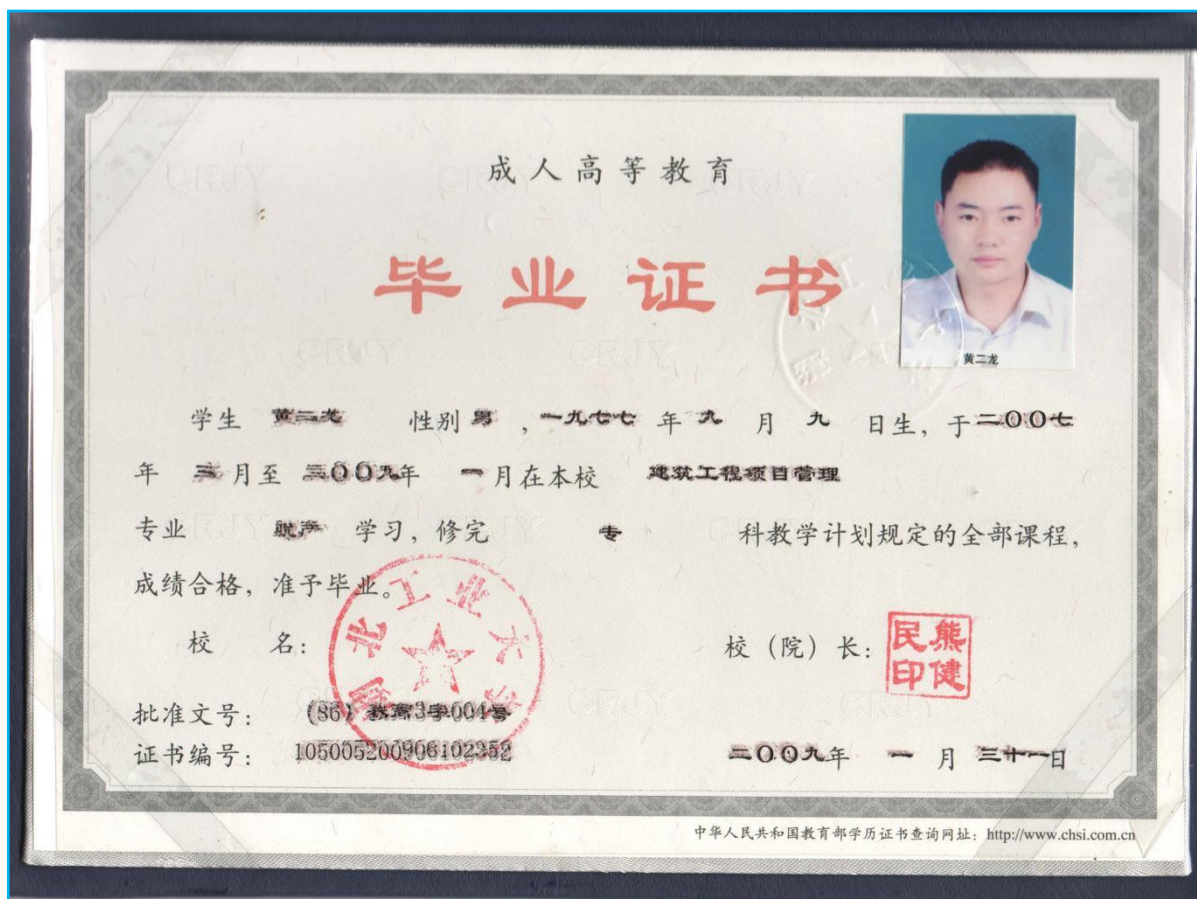 成人高等教育
毕业证书
黄二龙
学生 黄二龙 性别 男 ，一九七七 年 九 月 九 日生，于二〇〇七
年 三 月至 二〇〇九年 一月在本校 建筑工程项目管理
专业 脱产 学习，修完 专 科教学计划规定的全部课程，
成绩合格，准予毕业。
湖北工业大学
校 名：
校（院）长：
熊健民印
批准文号：（86）教高3字004号
证书编号：105005200906102352
二〇〇九年 一 月 三十一日
中华人民共和国教育部学历证书查询网址：http://www.chsi.com.cn